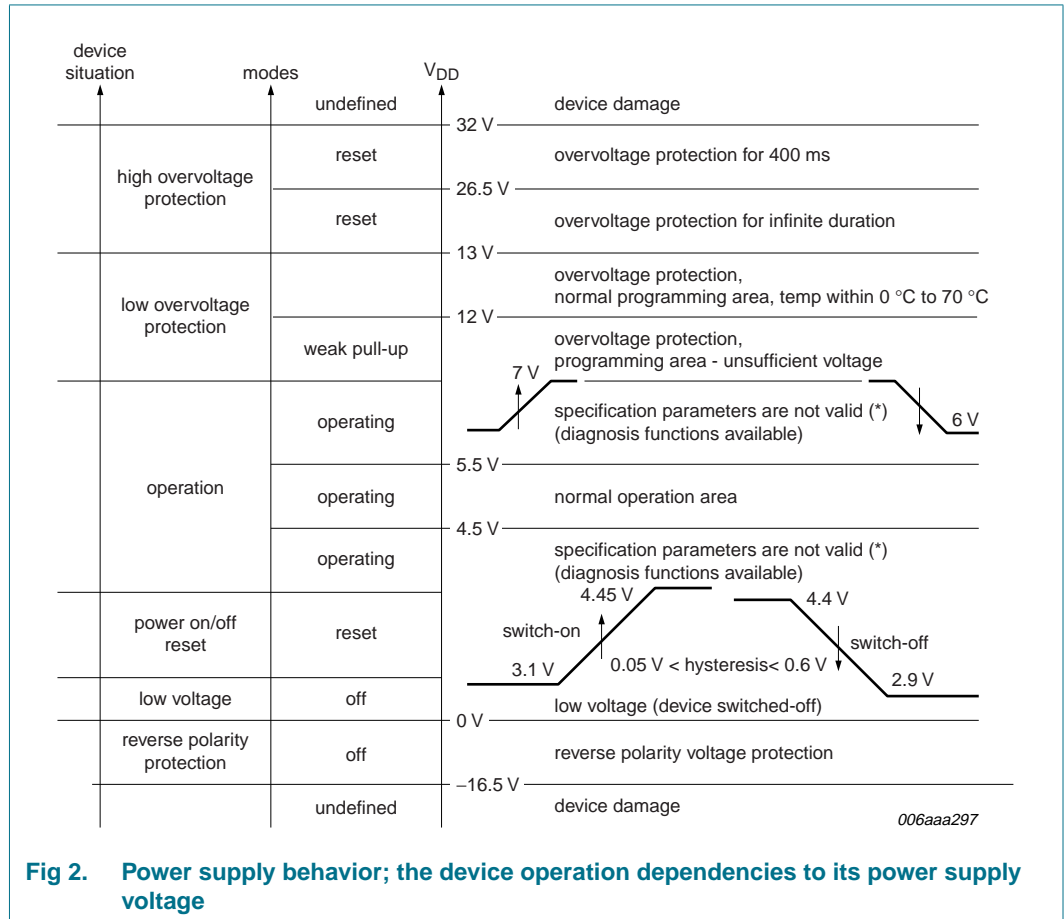 device
situation
modes
VDD
undefined
device damage
32 V
reset
overvoltage protection for 400 ms
high overvoltage
protection
26.5 V
reset
overvoltage protection for infinite duration
13 V
low overvoltage
protection
overvoltage protection,
normal programming area, temp within 0 °C to 70 °C
12 V
weak pull-up
overvoltage protection,
programming area - unsufficient voltage
7 V
operating
specification parameters are not valid (*)
(diagnosis functions available)
6 V
5.5 V
operation
operating
normal operation area
4.5 V
operating
specification parameters are not valid (*)
(diagnosis functions available)
4.45 V
4.4 V
power on/off
reset
reset
switch-on
switch-off
3.1 V
0.05 V < hysteresis< 0.6 V
2.9 V
low voltage
off
low voltage (device switched-off)
0 V
reverse polarity
protection
off
reverse polarity voltage protection
−16.5 V
undefined
device damage
006aaa297
Fig 2. Power supply behavior; the device operation dependencies to its power supply
voltage